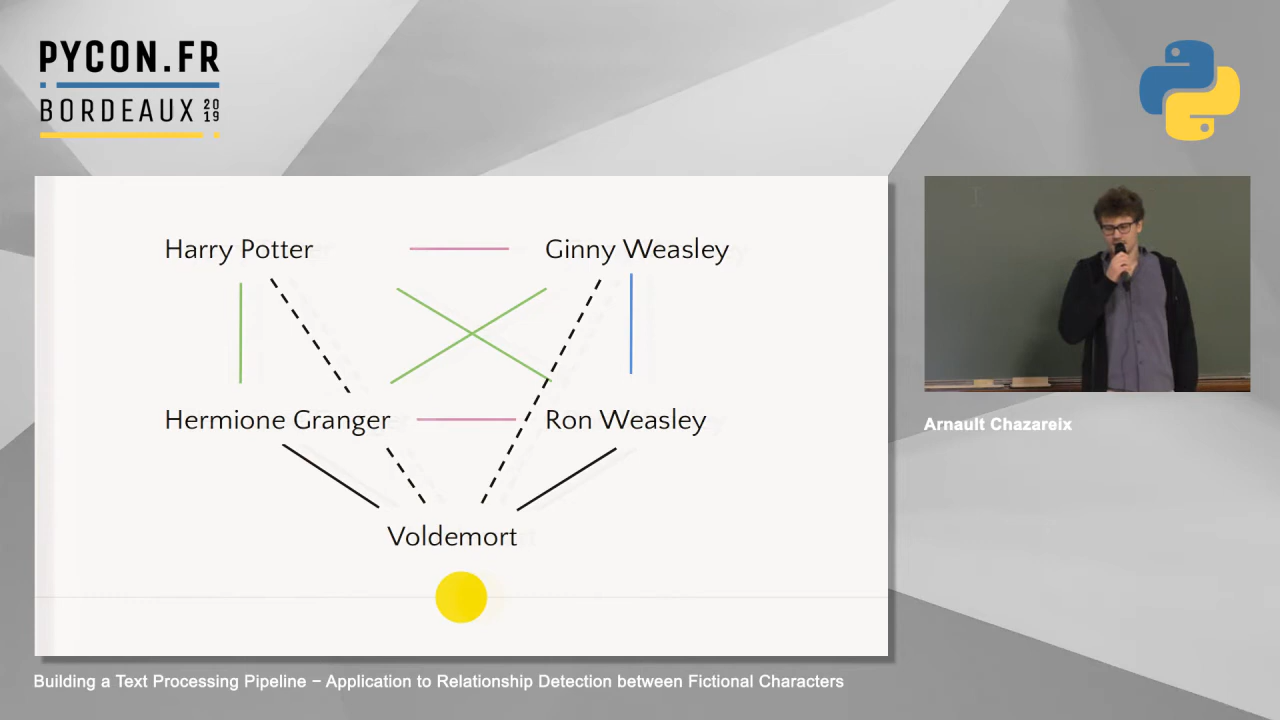 PYCON.FR
BORDEAUX 2019
Harry Potter
Ginny Weasley
Hermione Granger
Ron Weasley
Voldemort
Arnault Chazareix
Building a Text Processing Pipeline – Application to Relationship Detection between Fictional Characters